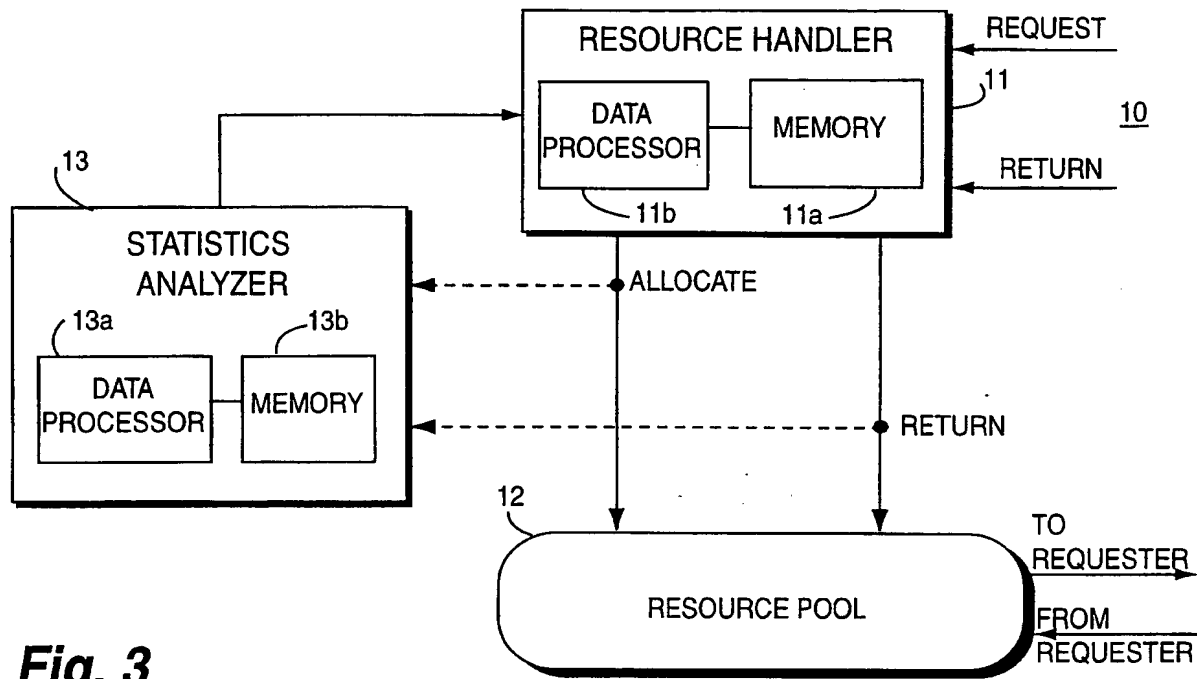 RESOURCE HANDLER
REQUEST
11
10
DATA
PROCESSOR
MEMORY
RETURN
11b
11a
13
STATISTICS
ANALYZER
ALLOCATE
13a
13b
DATA
PROCESSOR
MEMORY
RETURN
12
TO
REQUESTER
RESOURCE POOL
FROM
REQUESTER
Fig. 3